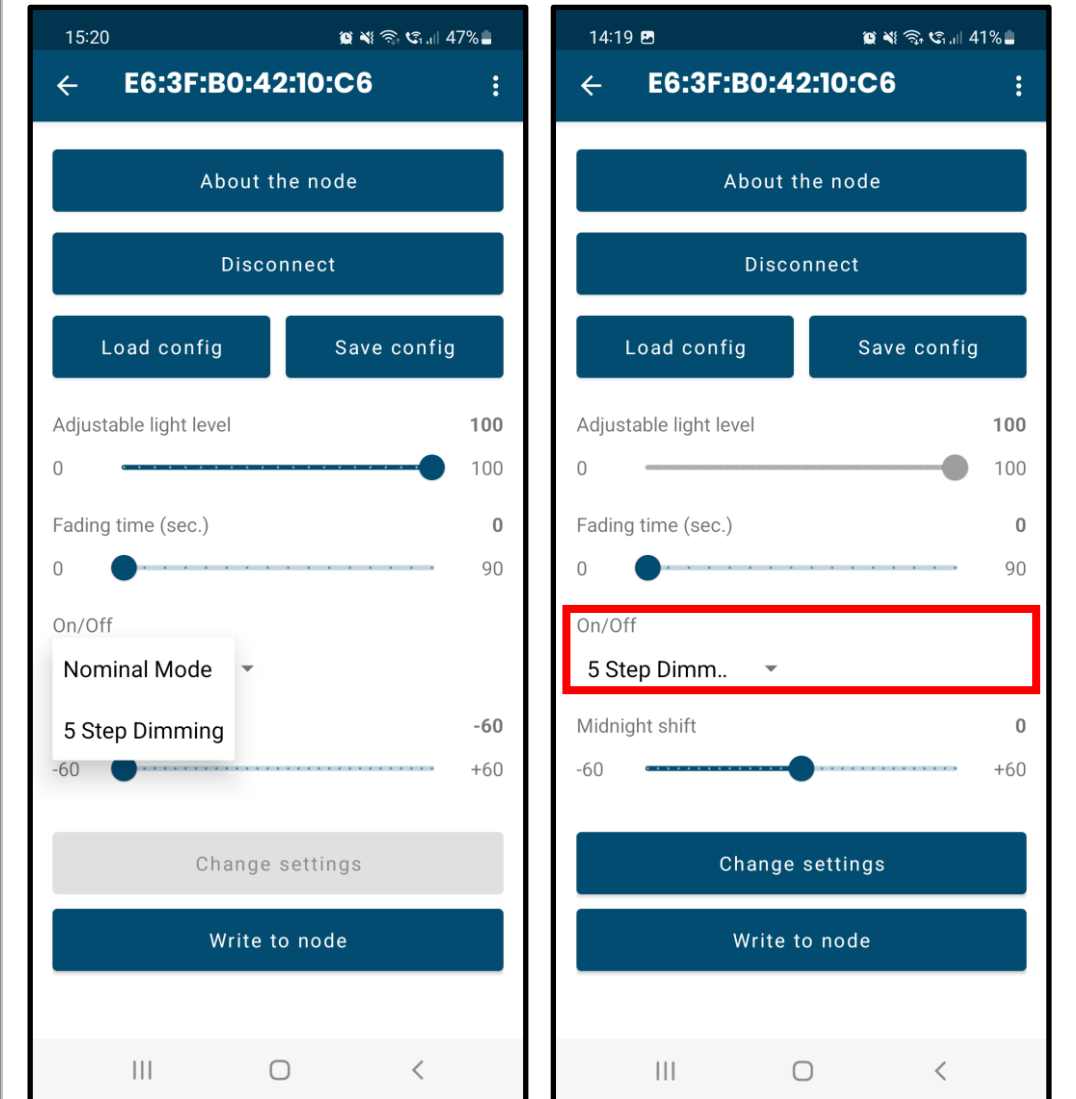 15:20 47%
E6:3F:B0:42:10:C6
About the node
Disconnect
Load config Save config
Adjustable light level 100
0 100
Fading time (sec.) 0
0 90
On/Off
Nominal Mode
5 Step Dimming -60
-60 +60
Change settings
Write to node
14:19 41%
E6:3F:B0:42:10:C6
About the node
Disconnect
Load config Save config
Adjustable light level 100
0 100
Fading time (sec.) 0
0 90
On/Off
5 Step Dimm..
Midnight shift 0
-60 +60
Change settings
Write to node